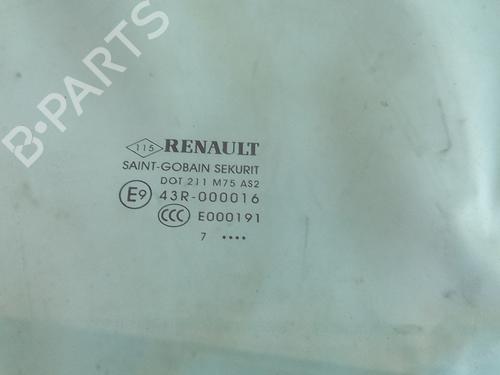 B-PARTS
115 RENAULT
SAINT-GOBAIN SEKURIT
DOT 211 M75 AS2
E9 43R-000016
CCC E000191
7 ••••